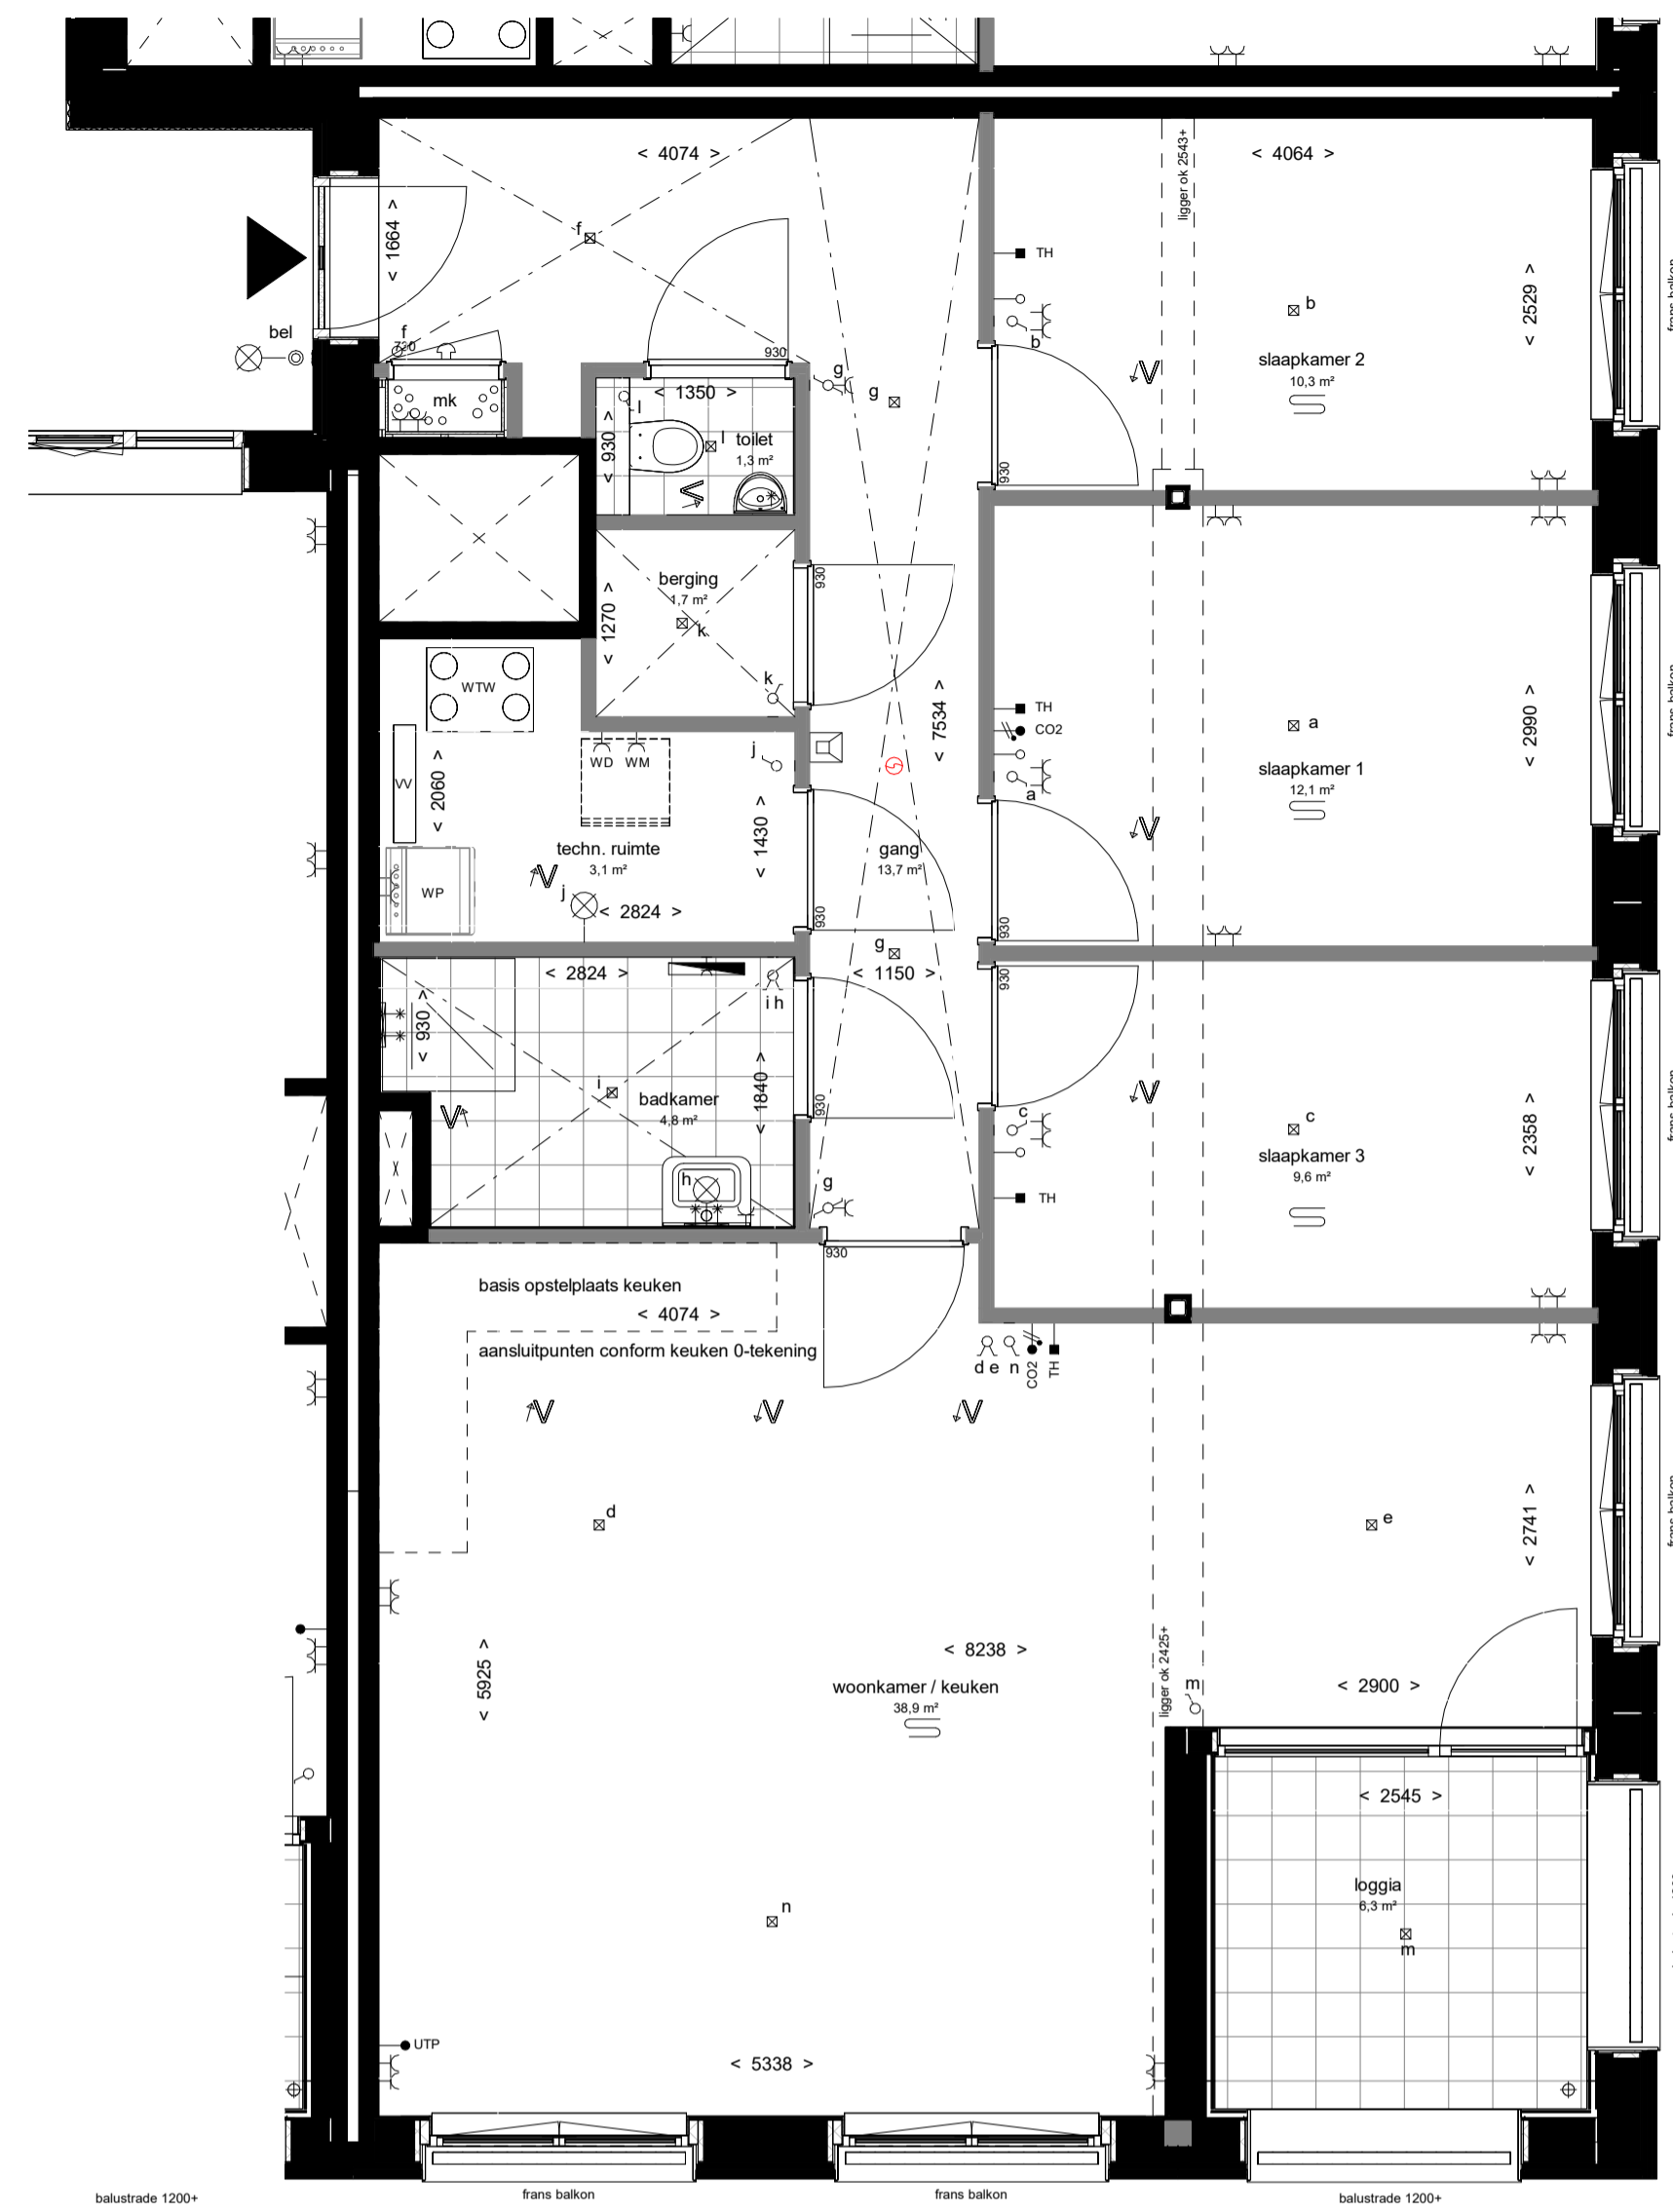 < 4074 >
< 4064 >
ligger ok 2543+
< 1664 >
f
TH
< 2529 >
b
bel
f
730
930
b
slaapkamer 2
10,3 m²
g
g
mk
< 1350 >
l
< 930 >
l
toilet
1,3 m²
930
berging
1,7 m²
k
< 1270 >
930
k
WTW
< 7534 >
TH
CO2
a
< 2990 >
slaapkamer 1
12,1 m²
a
j
WD
WM
VV
< 2060 >
< 1430 >
techn. ruimte
3,1 m²
gang
13,7 m²
WP
j
< 2824 >
930
930
g
< 2824 >
< 1150 >
930
i h
< 930 >
i
badkamer
4,8 m²
< 1840 >
930
c
c
slaapkamer 3
9,6 m²
< 2358 >
TH
h
g
930
basis opstelplaats keuken
< 4074 >
aansluitpunten conform keuken 0-tekening
d e n
CO2
TH
d
e
< 2741 >
< 5925 >
< 8238 >
woonkamer / keuken
38,9 m²
ligger ok 2425+
m
< 2900 >
< 2545 >
loggia
6,3 m²
m
n
UTP
< 5338 >
balustrade 1200+
frans balkon
frans balkon
balustrade 1200+